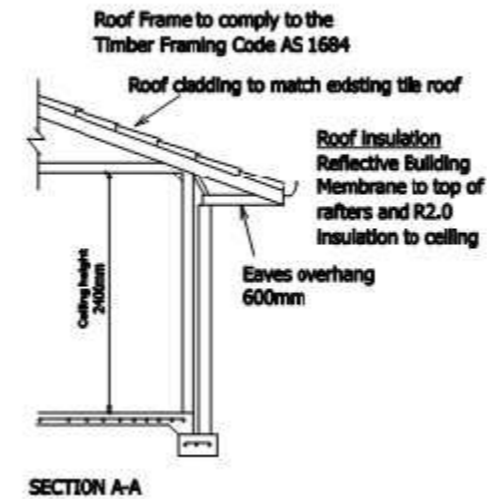 Roof Frame to comply to the
Timber Framing Code AS 1684
Roof cladding to match existing tile roof
Roof Insulation
Reflective Building
Membrane to top of
rafters and R2.0
insulation to ceiling
Eaves overhang
600mm
Ceiling height
2400mm
SECTION A-A